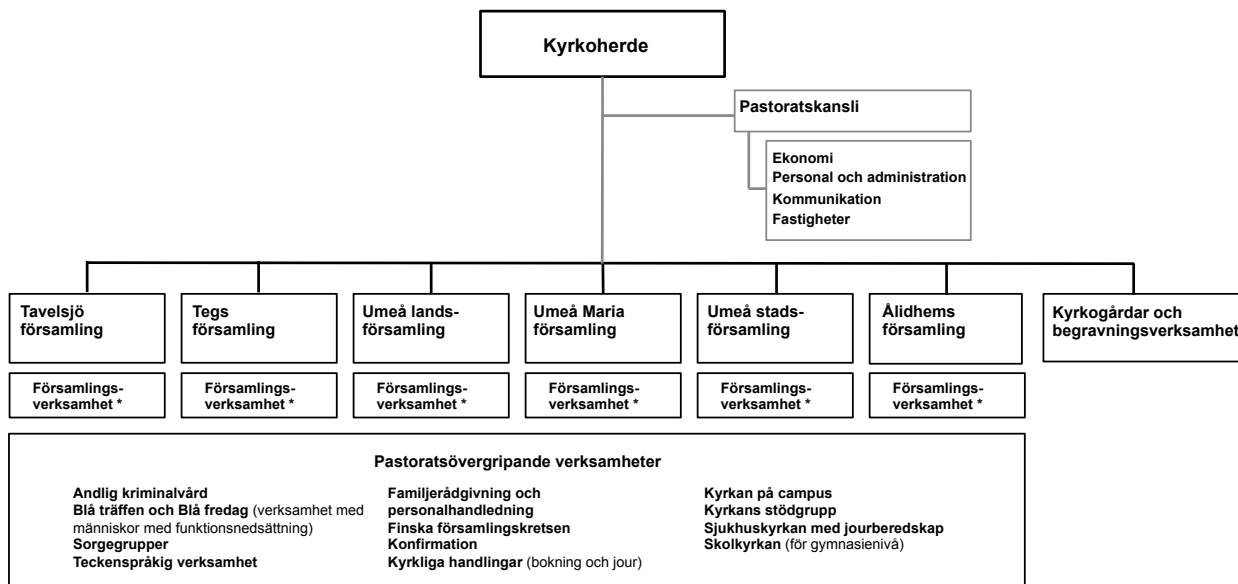 Kyrkoherde
Pastoratskansli
Ekonomi
Personal och administration
Kommunikation
Fastigheter
Tavelsjö
församling
Tegs
församling
Umeå lands-
församling
Umeå Maria
församling
Umeå stads-
församling
Ålidhems
församling
Kyrkogårdar och
begravningsverksamhet
Församlings-
verksamhet *
Församlings-
verksamhet *
Församlings-
verksamhet *
Församlings-
verksamhet *
Församlings-
verksamhet *
Församlings-
verksamhet *
Pastoratsövergripande verksamheter
Andlig kriminalvård
Blå träffen och Blå fredag (verksamhet med
människor med funktionsnedsättning)
Sorgegrupper
Teckenspråkig verksamhet
Familjerådgivning och
personalhandledning
Finska församlingskretsen
Konfirmation
Kyrkliga handlingar (bokning och jour)
Kyrkan på campus
Kyrkans stödgrupp
Sjukhuskyrkan med jourberedskap
Skolkyrkan (för gymnasienivå)